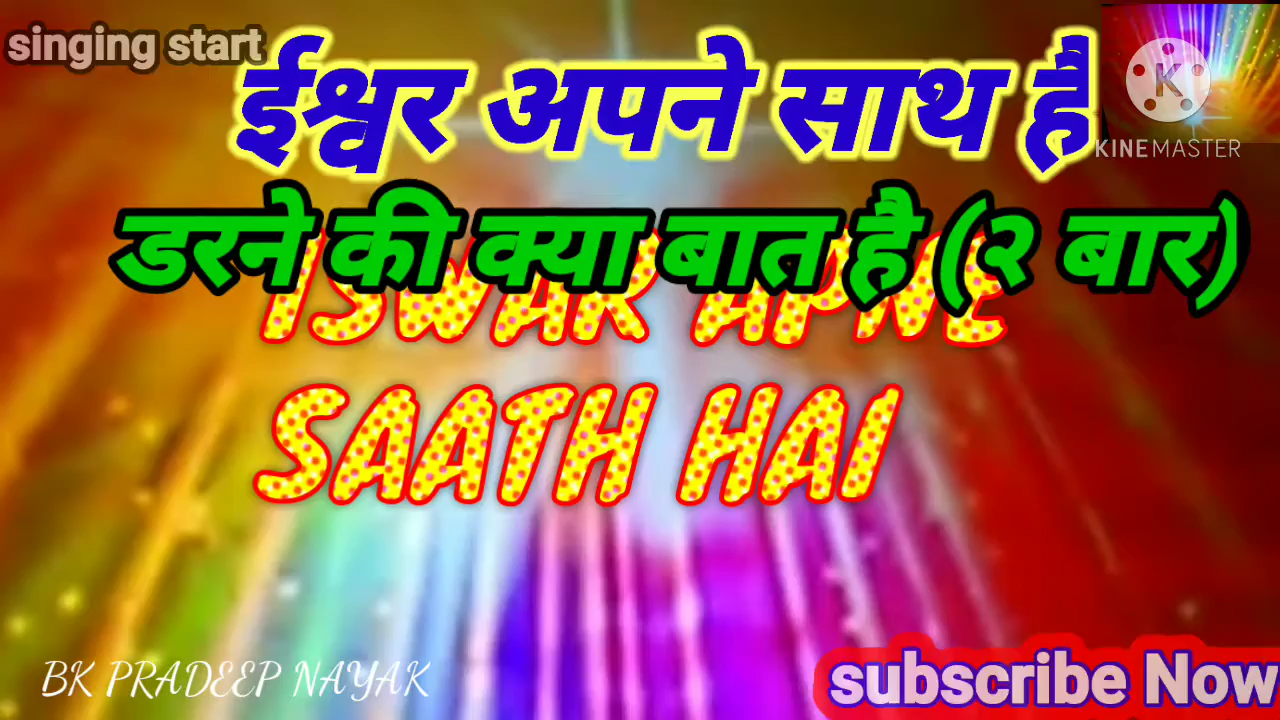 singing start
ईश्वर अपने साथ है
K
KINEMASTER
डरने की क्या बात है (२ बार)
ISWAR APNE
SAATH HAI
BK PRADEEP NAYAK
subscribe Now